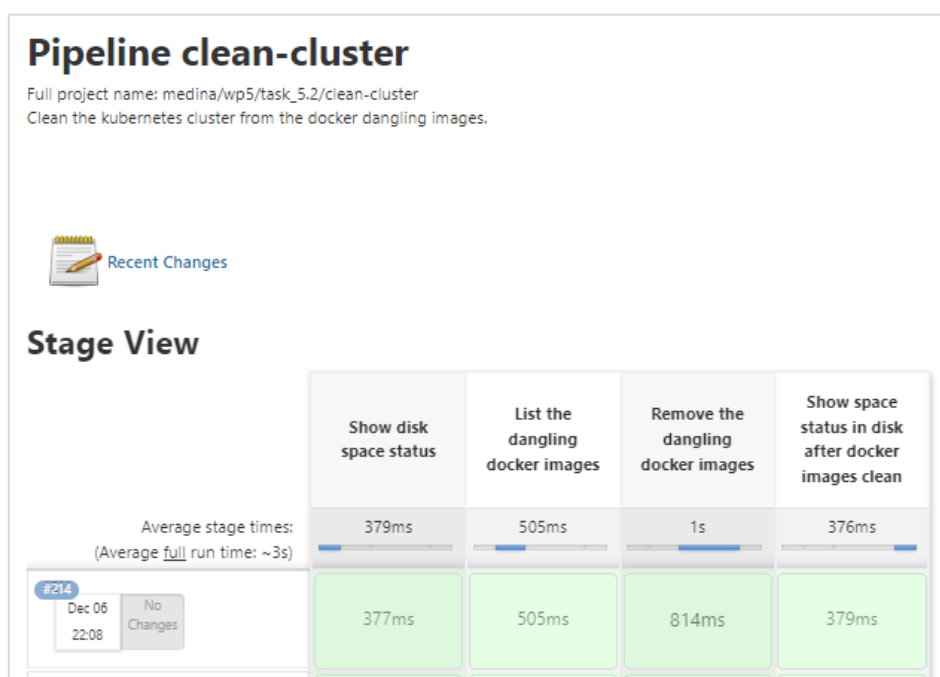 Pipeline clean-cluster
Full project name: medina/wp5/task_5.2/clean-cluster
Clean the kubernetes cluster from the docker dangling images.
Recent Changes
Stage View
Show disk
space status
List the
dangling
docker images
Remove the
dangling
docker images
Show space
status in disk
after docker
images clean
Average stage times:
(Average full run time: ~3s)
379ms
505ms
1s
376ms
#214
Dec 06
22:08
No
Changes
377ms
505ms
814ms
379ms